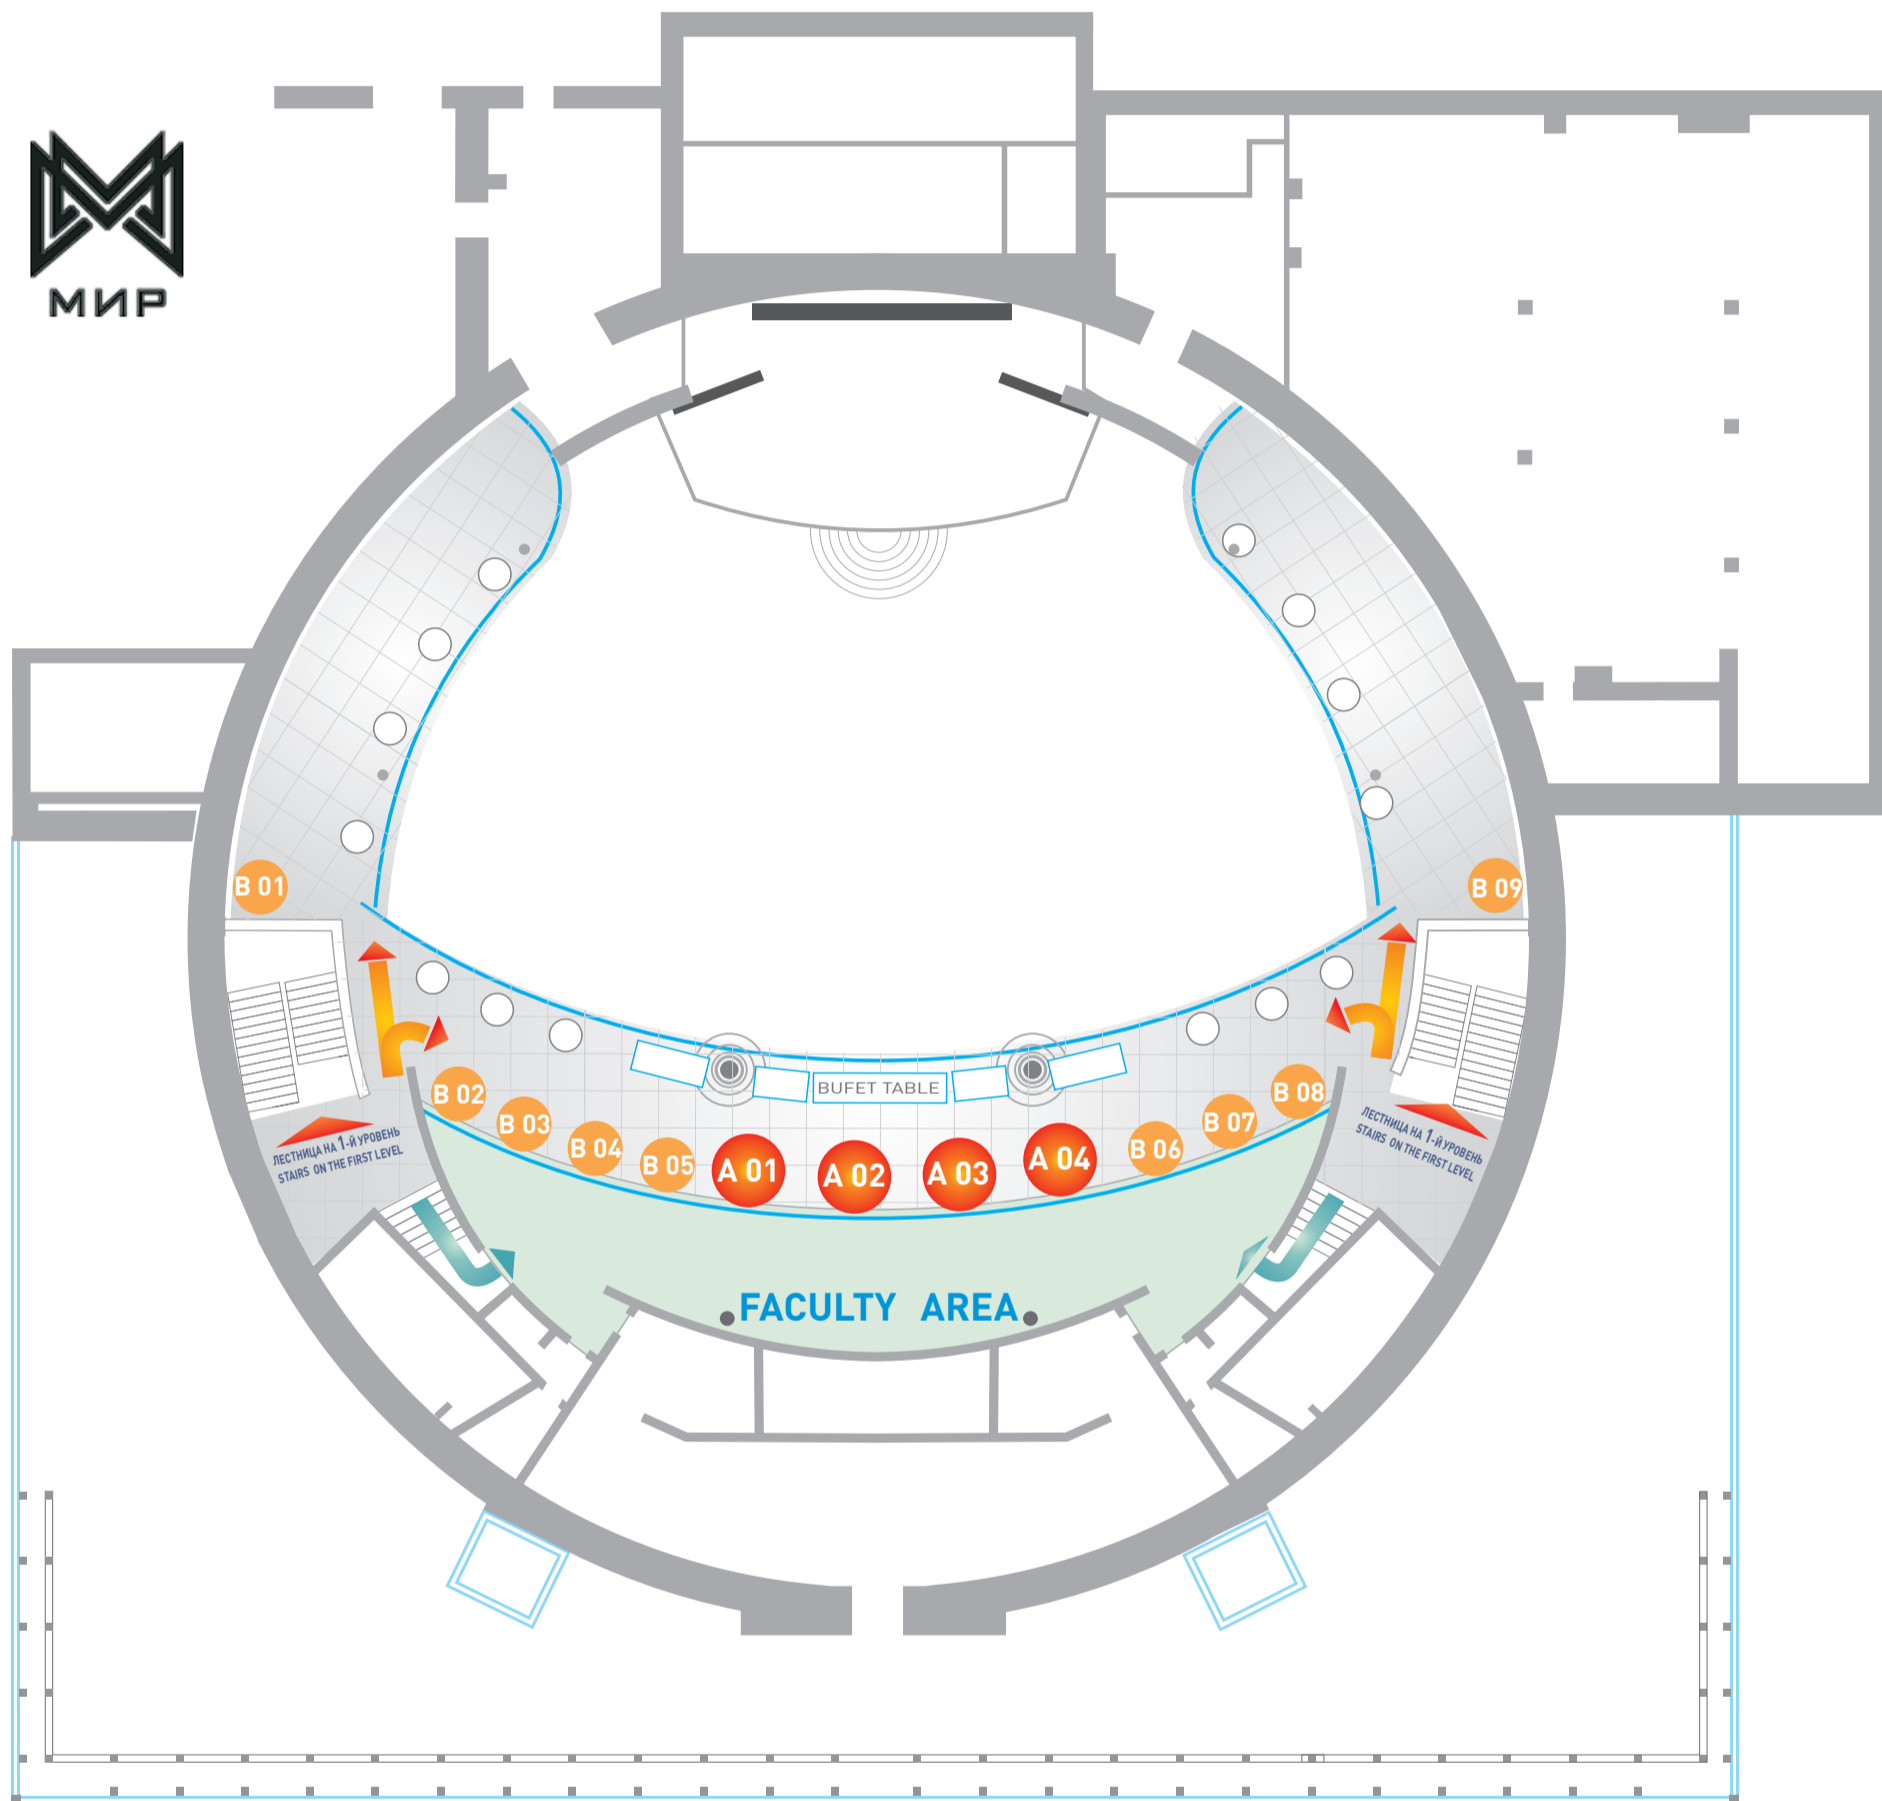 МИР
B 01
B 09
BUFET TABLE
B 02
B 03
B 04
B 05
A 01
A 02
A 03
A 04
B 06
B 07
B 08
ЛЕСТНИЦА НА 1-Й УРОВЕНЬ
STAIRS ON THE FIRST LEVEL
ЛЕСТНИЦА НА 1-Й УРОВЕНЬ
STAIRS ON THE FIRST LEVEL
FACULTY AREA